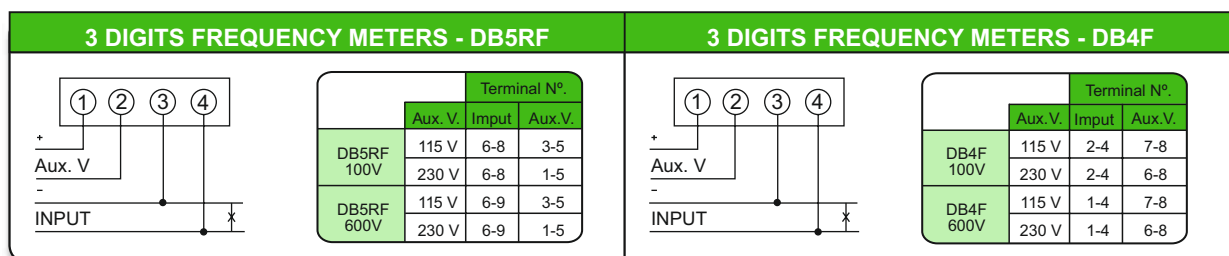 3 DIGITS FREQUENCY METERS - DB5RF
1 2 3 4
+
Aux. V
-
INPUT
x
Terminal Nº.
Aux. V. Imput Aux.V.
DB5RF 100V 115 V 6-8 3-5
230 V 6-8 1-5
DB5RF 600V 115 V 6-9 3-5
230 V 6-9 1-5
3 DIGITS FREQUENCY METERS - DB4F
1 2 3 4
+
Aux. V
-
INPUT
x
Terminal Nº.
Aux.V. Imput Aux.V.
DB4F 100V 115 V 2-4 7-8
230 V 2-4 6-8
DB4F 600V 115 V 1-4 7-8
230 V 1-4 6-8